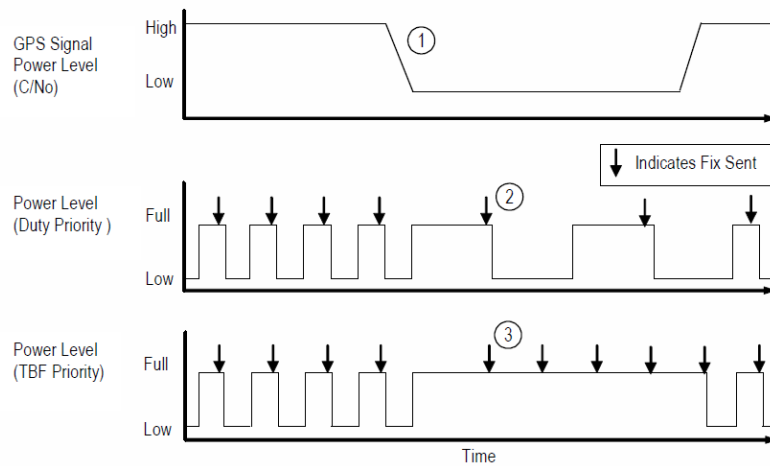 High
GPS Signal
Power Level
(C/No)
Low
1
Indicates Fix Sent
Power Level
(Duty Priority )
Full
Low
2
Power Level
(TBF Priority)
Full
Low
3
Time